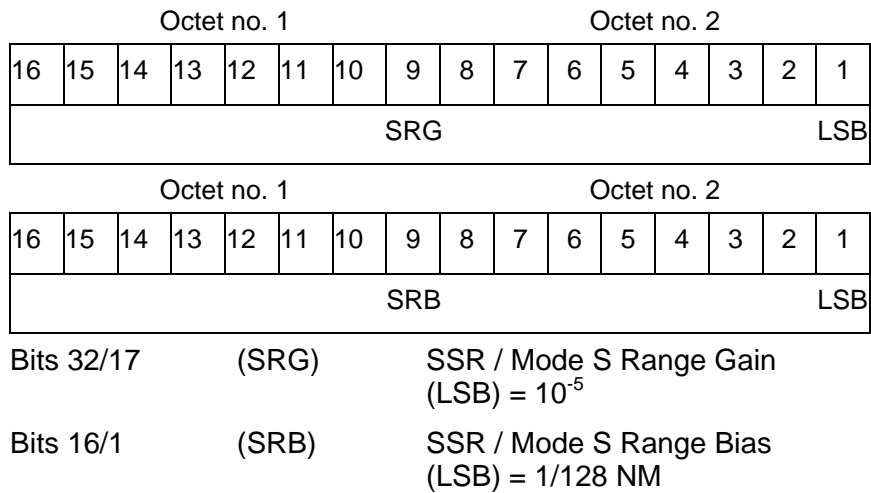 Octet no. 1 Octet no. 2
16 15 14 13 12 11 10 9 8 7 6 5 4 3 2 1
SRG LSB
Octet no. 1 Octet no. 2
16 15 14 13 12 11 10 9 8 7 6 5 4 3 2 1
SRB LSB
Bits 32/17 (SRG) SSR / Mode S Range Gain
(LSB) = 10⁻⁵
Bits 16/1 (SRB) SSR / Mode S Range Bias
(LSB) = 1/128 NM